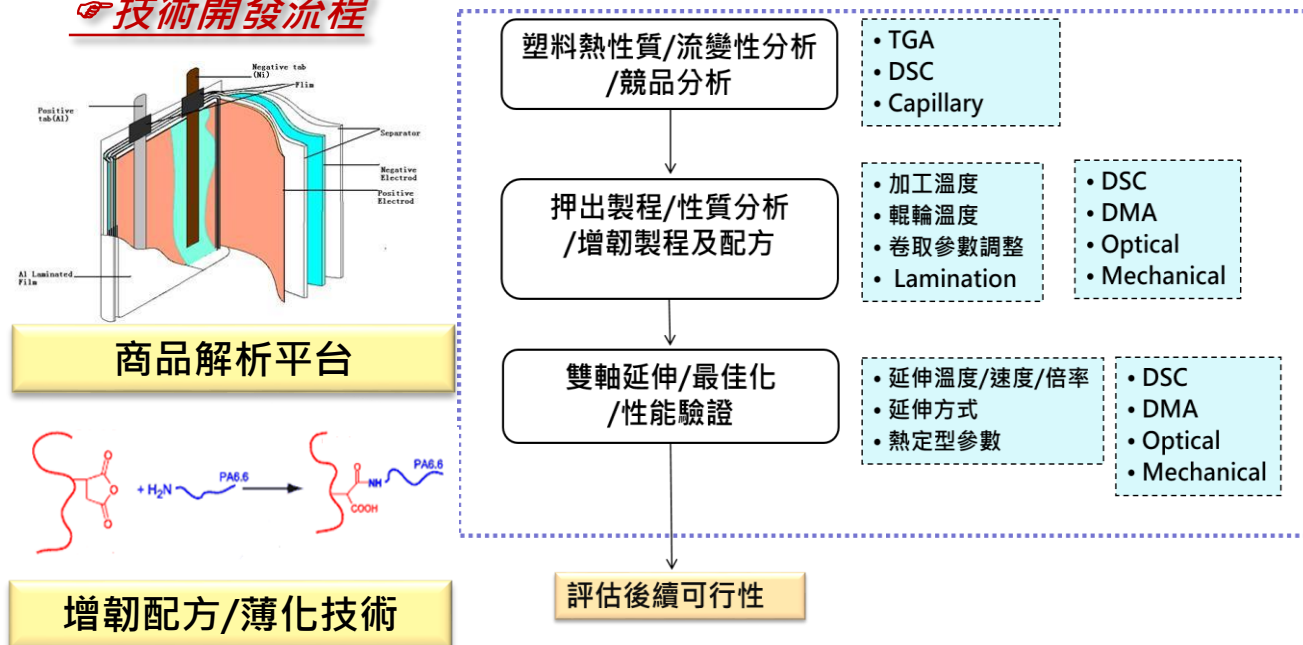 ☞技術開發流程
Negative tab
(Ni)
Flim
Positive
tab(Al)
Separator
Negative
Electrod
Positive
Electrod
Al Laminated
Film
商品解析平台
O
O
O
+ H₂N
PA6.6
O
NH
PA6.6
COOH
增韌配方/薄化技術
塑料熱性質/流變性分析
/競品分析
• TGA
• DSC
• Capillary
押出製程/性質分析
/增韌製程及配方
• 加工溫度
• 輥輪溫度
• 卷取參數調整
• Lamination
• DSC
• DMA
• Optical
• Mechanical
雙軸延伸/最佳化
/性能驗證
• 延伸溫度/速度/倍率
• 延伸方式
• 熱定型參數
• DSC
• DMA
• Optical
• Mechanical
評估後續可行性